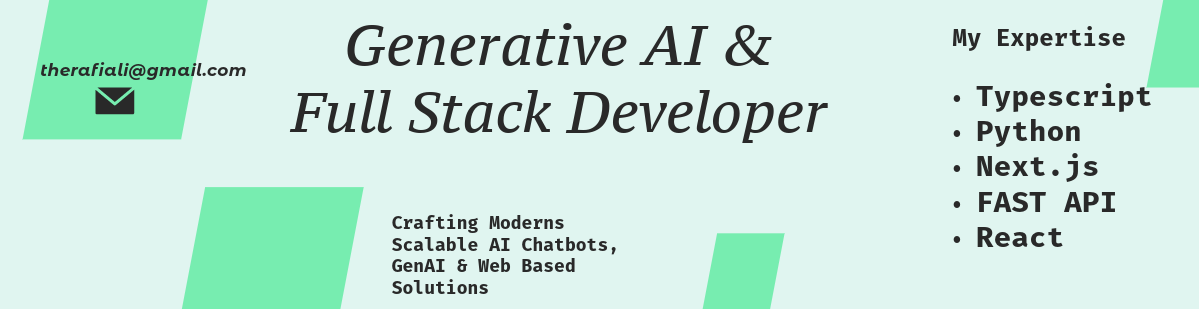 therafiali@gmail.com
Generative AI &
Full Stack Developer
Crafting Moderns
Scalable AI Chatbots,
GenAI & Web Based
Solutions
My Expertise
• Typescript
• Python
• Next.js
• FAST API
• React